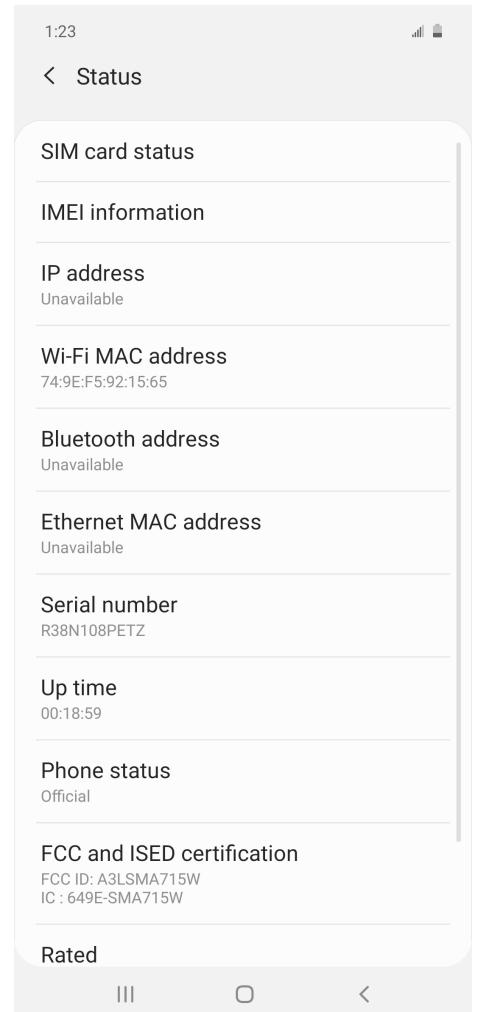 1:23
Status
SIM card status
IMEI information
IP address
Unavailable
Wi-Fi MAC address
74:9E:F5:92:15:65
Bluetooth address
Unavailable
Ethernet MAC address
Unavailable
Serial number
R38N108PETZ
Up time
00:18:59
Phone status
Official
FCC and ISED certification
FCC ID: A3LSMA715W
IC : 649E-SMA715W
Rated